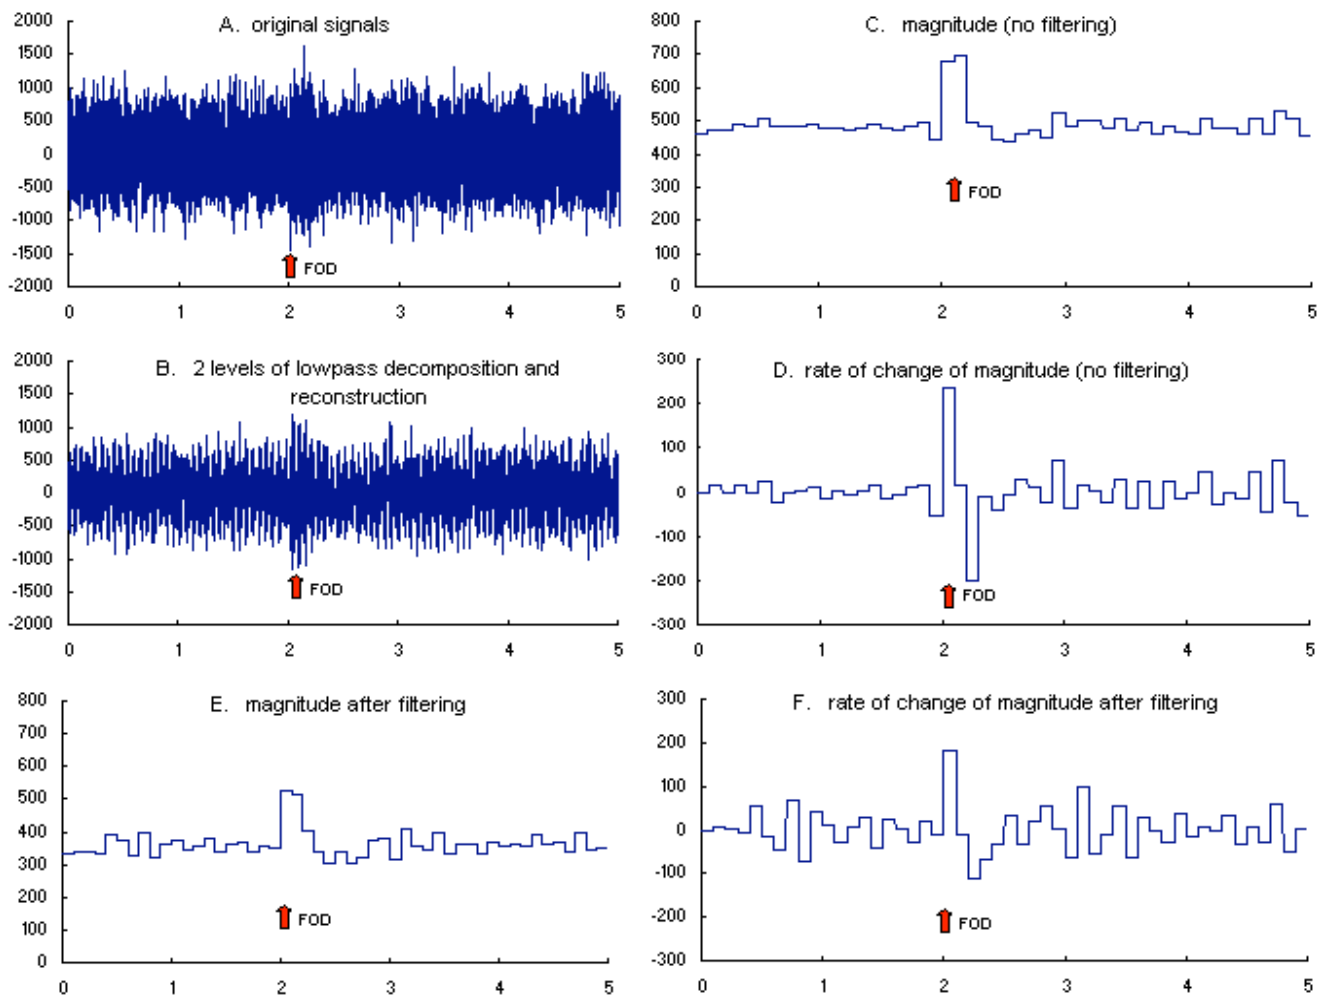 A. original signals
2000
1500
1000
500
0
-500
-1000
-1500
-2000
FOD
0 1 2 3 4 5
C. magnitude (no filtering)
800
700
600
500
400
300
200
100
0
FOD
0 1 2 3 4 5
B. 2 levels of lowpass decomposition and
reconstruction
2000
1500
1000
500
0
-500
-1000
-1500
-2000
FOD
0 1 2 3 4 5
D. rate of change of magnitude (no filtering)
300
200
100
0
-100
-200
-300
FOD
0 1 2 3 4 5
E. magnitude after filtering
800
700
600
500
400
300
200
100
0
FOD
0 1 2 3 4 5
F. rate of change of magnitude after filtering
300
200
100
0
-100
-200
-300
FOD
0 1 2 3 4 5